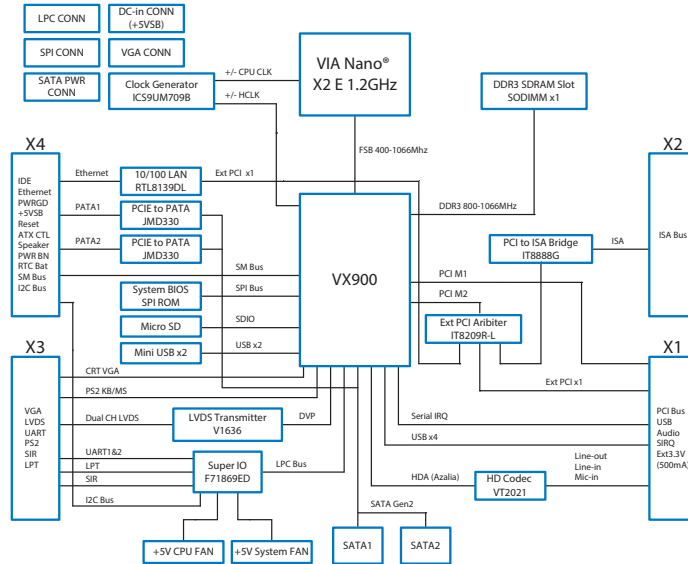 LPC CONN
DC-in CONN
(+5VSB)
SPI CONN
VGA CONN
SATA PWR
CONN
Clock Generator
ICS9UM709B
+/- CPU CLK
+/- HCLK
VIA Nano®
X2 E 1.2GHz
DDR3 SDRAM Slot
SODIMM x1
FSB 400-1066Mhz
DDR3 800-1066MHz
X4
IDE
Ethernet
PWRGD
+5VSB
Reset
ATX CTL
Speaker
PWR BN
RTC Bat
SM Bus
I2C Bus
Ethernet
10/100 LAN
RTL8139DL
Ext PCI x1
PATA1
PCIE to PATA
JMD330
PATA2
PCIE to PATA
JMD330
SM Bus
System BIOS
SPI ROM
SPI Bus
Micro SD
SDIO
Mini USB x2
USB x2
VX900
X2
ISA Bus
PCI to ISA Bridge
IT8888G
ISA
PCI M1
PCI M2
Ext PCI Aribiter
IT8209R-L
Ext PCI x1
X3
VGA
LVDS
UART
PS2
SIR
LPT
CRT VGA
PS2 KB/MS
Dual CH LVDS
LVDS Transmitter
V1636
DVP
UART1&2
LPT
SIR
I2C Bus
Super IO
F71869ED
LPC Bus
+5V CPU FAN
+5V System FAN
X1
PCI Bus
USB
Audio
SIRQ
Ext3.3V
(500mA)
Serial IRQ
USB x4
HDA (Azalia)
HD Codec
VT2021
Line-out
Line-in
Mic-in
SATA Gen2
SATA1
SATA2